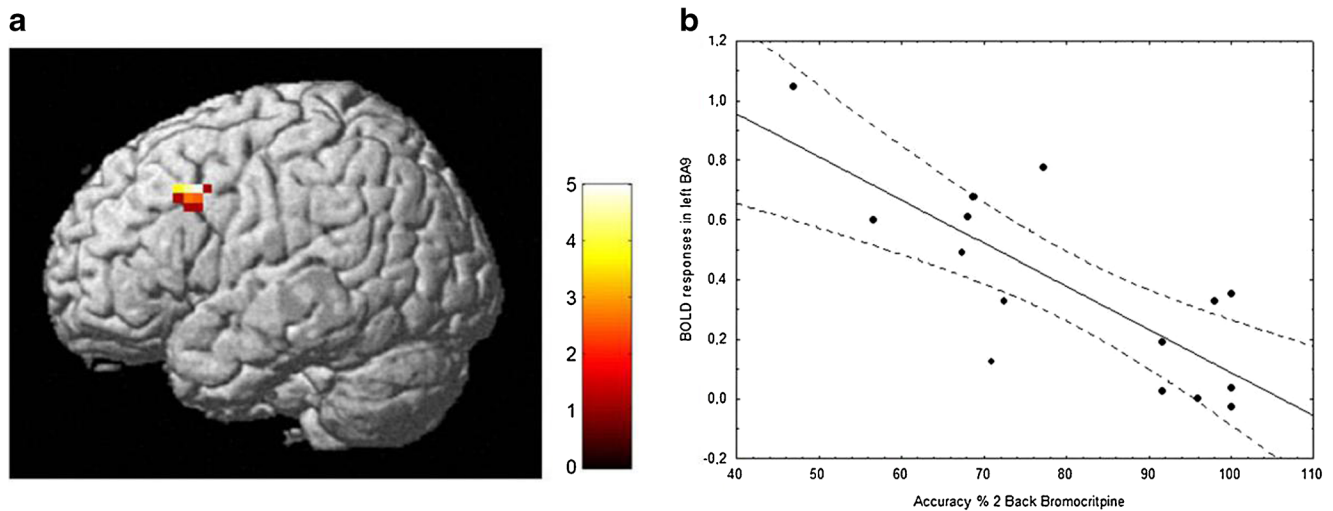 a
5
4
3
2
1
0
b
BOLD responses in left BA9
1,2
1,0
0,8
0,6
0,4
0,2
0,0
-0,2
40 50 60 70 80 90 100 110
Accuracy % 2 Back Bromocritpine